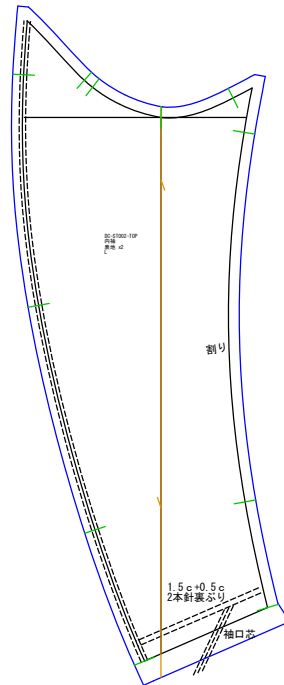 DC-ST002-TOP
内袖
表地 x2
L
割り
1.5c+0.5c
2本針裏ぶり
袖口芯